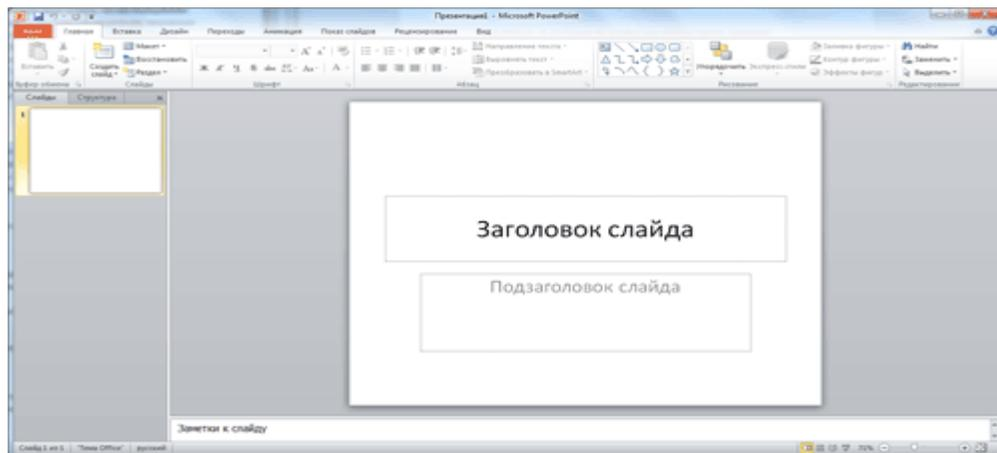 Презентация1 - Microsoft PowerPoint
Файл Главная Вставка Дизайн Переходы Анимация Показ слайдов Рецензирование Вид
Вставить
Создать слайд
Макет
Восстановить
Раздел
Буфер обмена Слайды
Шрифт
Направление текста
Выровнять текст
Преобразовать в SmartArt
Абзац
Упорядочить Экспресс-стили
Заливка фигуры
Контур фигуры
Эффекты фигур
Рисование
Найти
Заменить
Выделить
Редактирование
Слайды Структура
1
Заголовок слайда
Подзаголовок слайда
Заметки к слайду
Слайд 1 из 1 "Тема Office" русский
70%